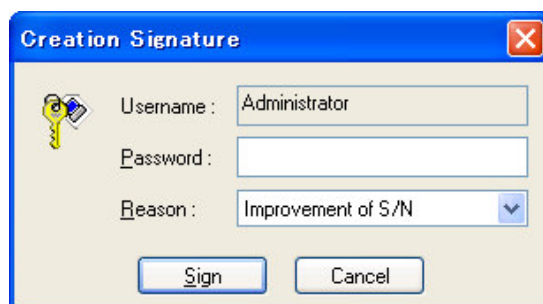 Creation Signature
Username : Administrator
Password :
Reason : Improvement of S/N
Sign Cancel